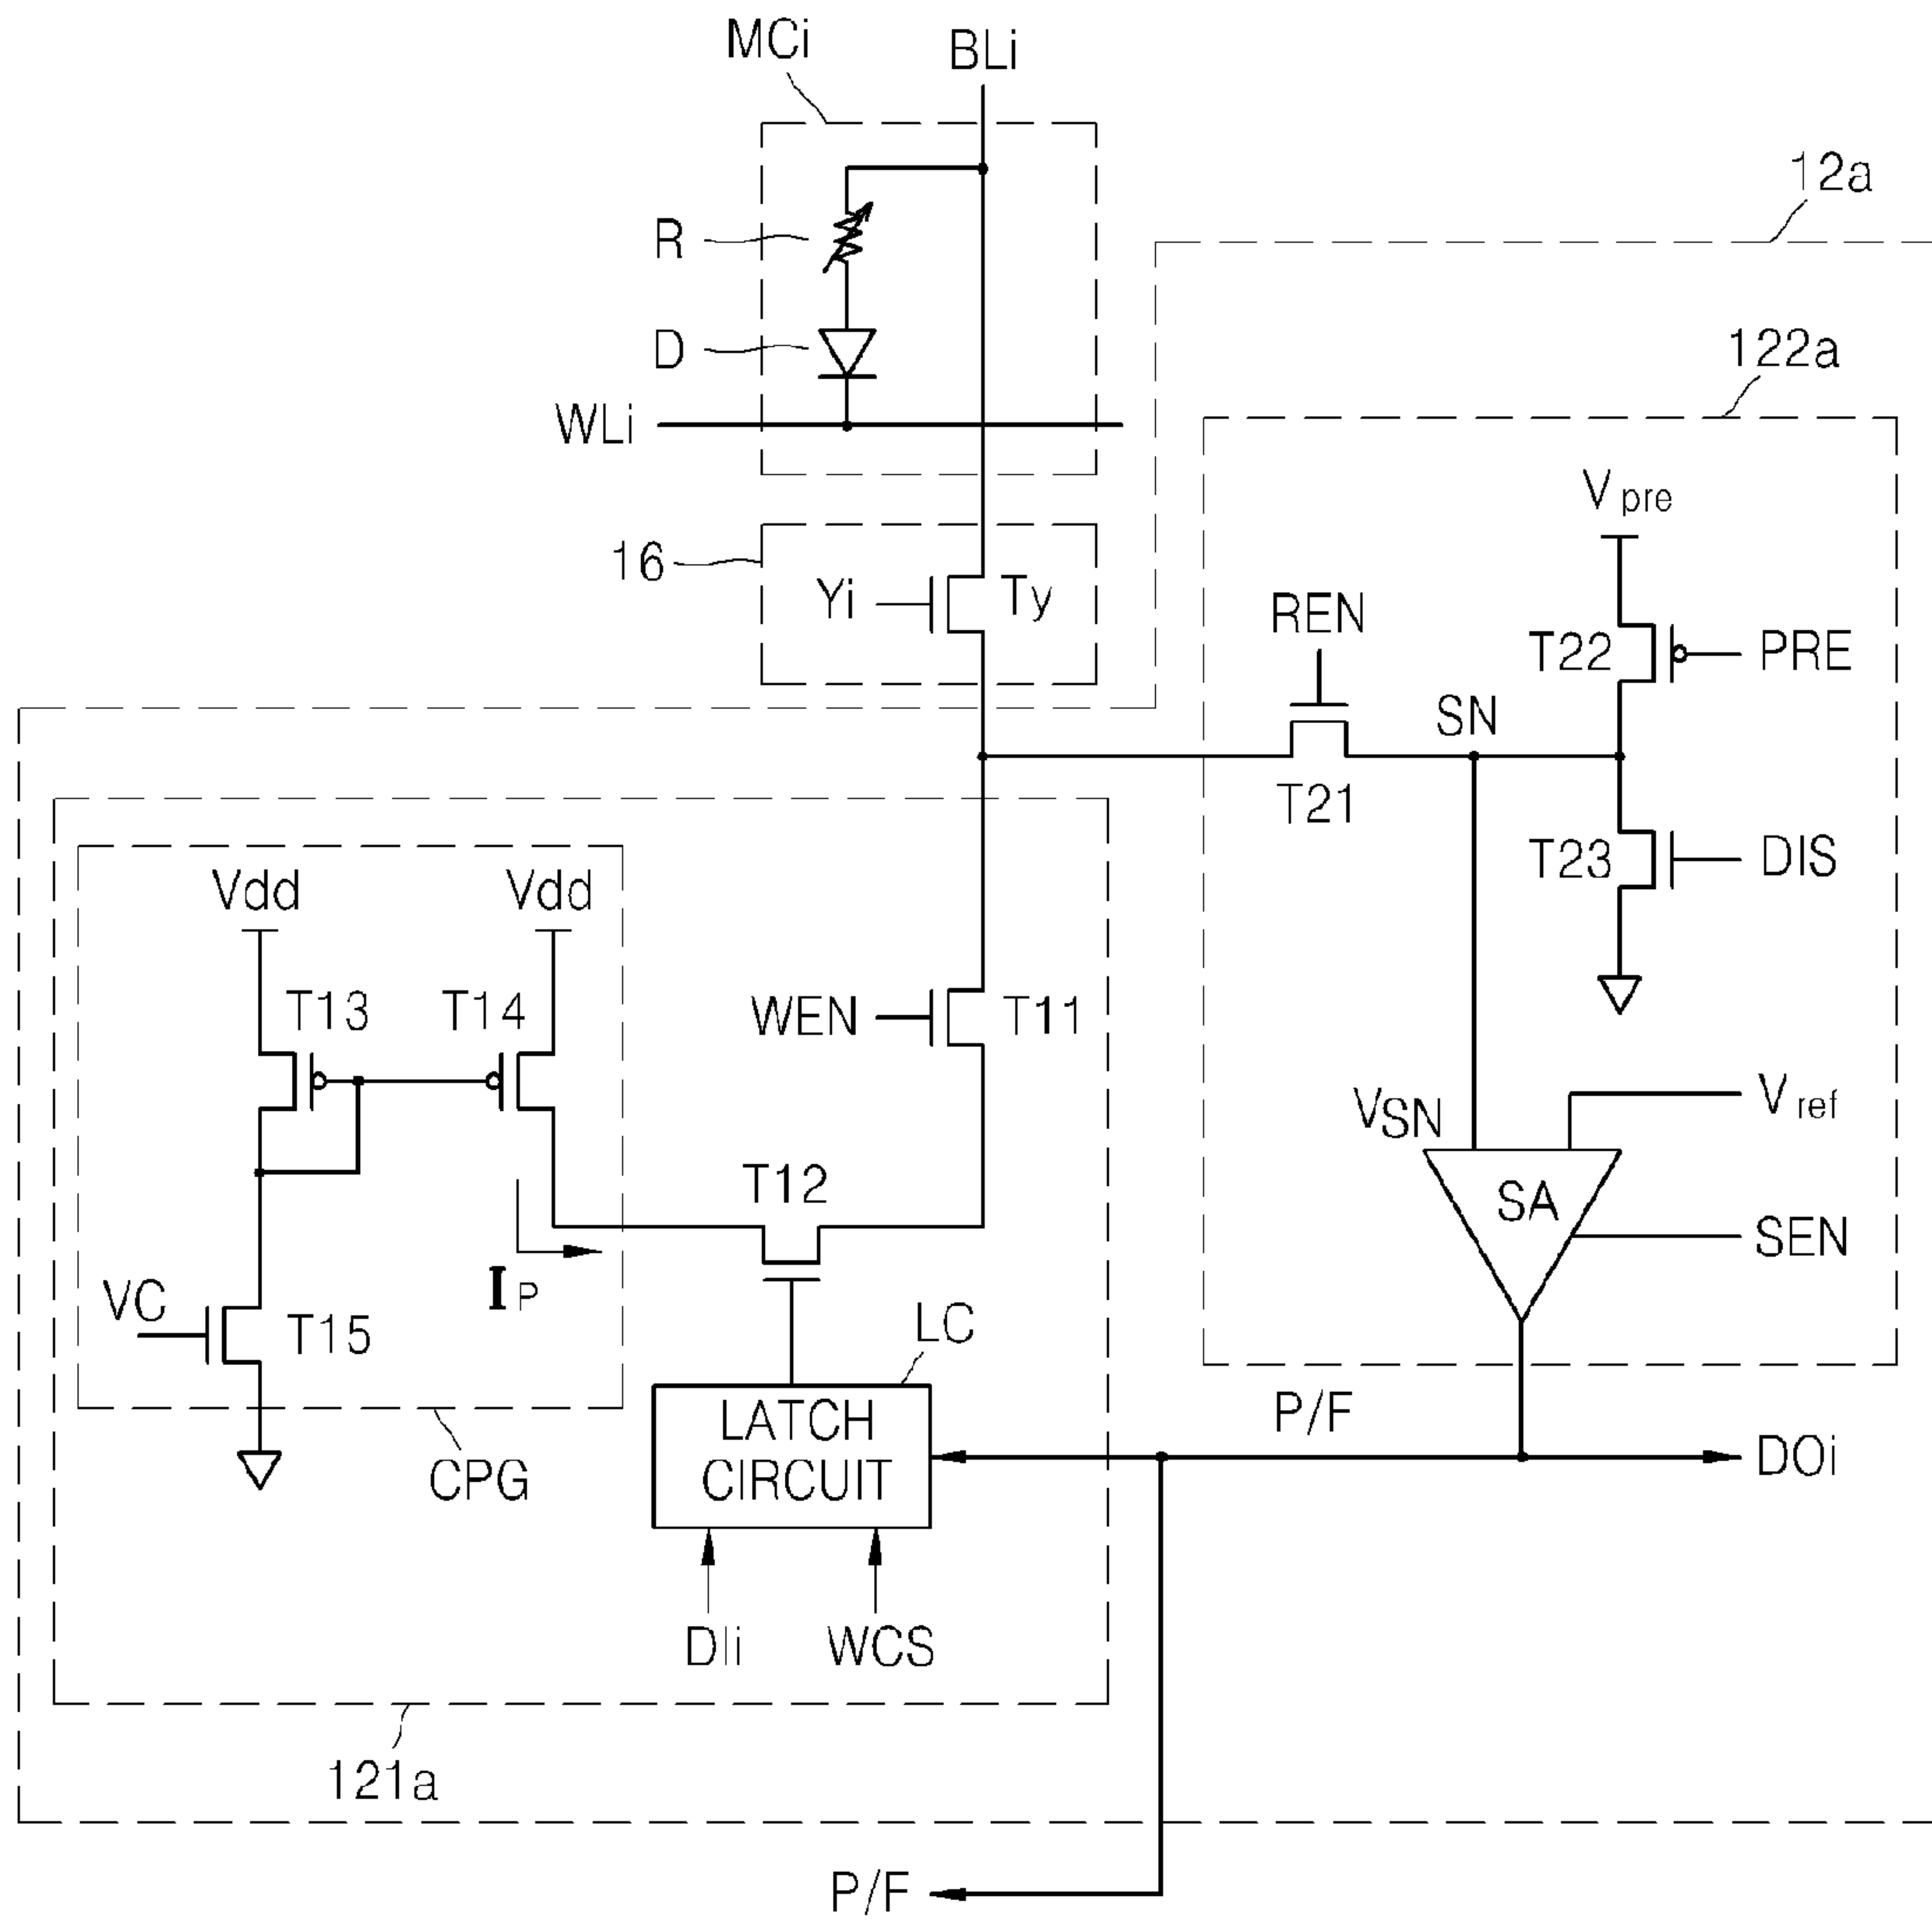 MCi
BLi
12a
R
122a
D
WLi
Vpre
16
Yi
Ty
REN
T22
PRE
SN
T21
T23
DIS
Vdd
Vdd
T13
T14
WEN
T11
VSN
Vref
T12
SA
SEN
IP
VC
T15
LC
LATCH
CIRCUIT
P/F
DOi
CPG
DIi
WCS
121a
P/F